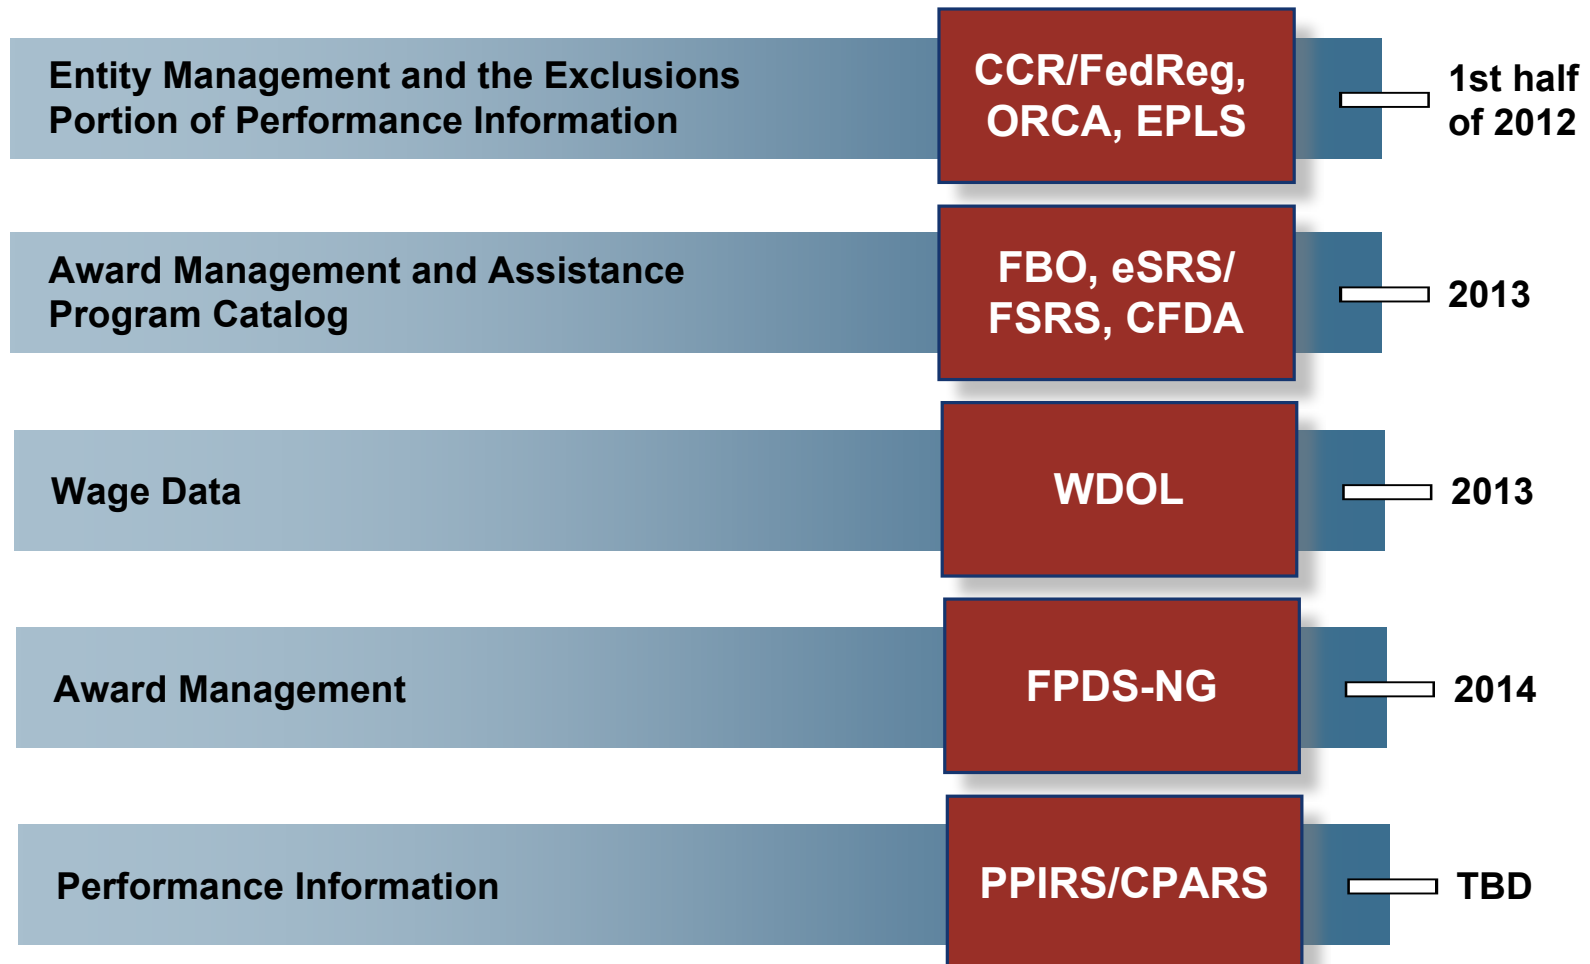 Entity Management and the Exclusions
Portion of Performance Information
CCR/FedReg,
ORCA, EPLS
1st half
of 2012
Award Management and Assistance
Program Catalog
FBO, eSRS/
FSRS, CFDA
2013
Wage Data
WDOL
2013
Award Management
FPDS-NG
2014
Performance Information
PPIRS/CPARS
TBD